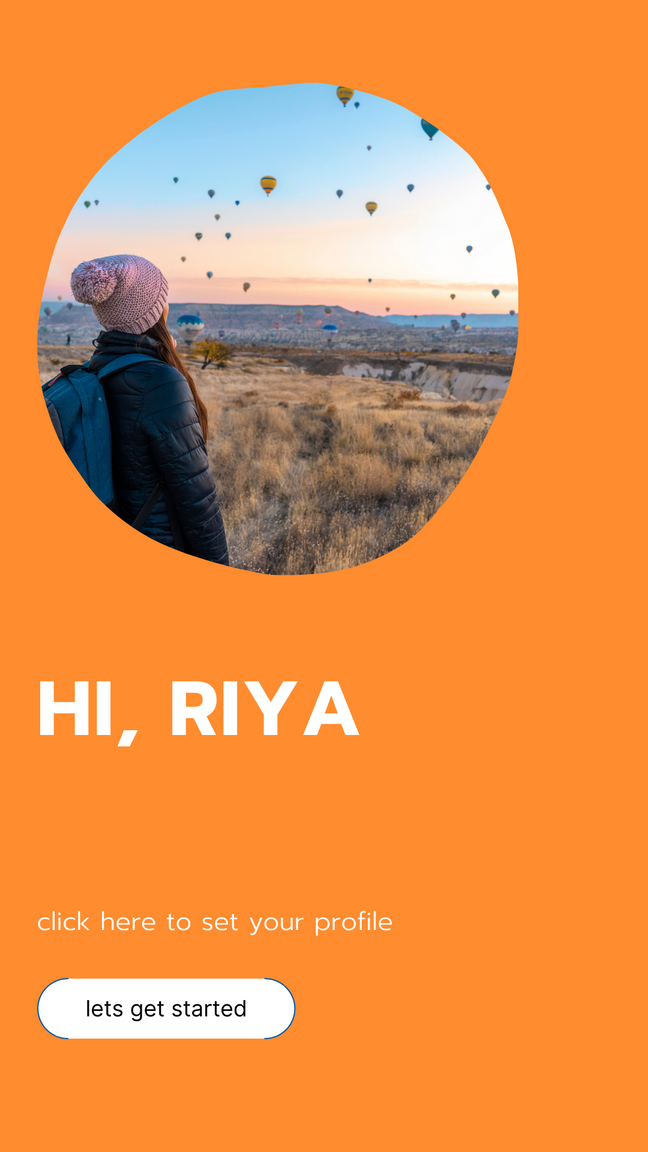 HI, RIYA
click here to set your profile
lets get started